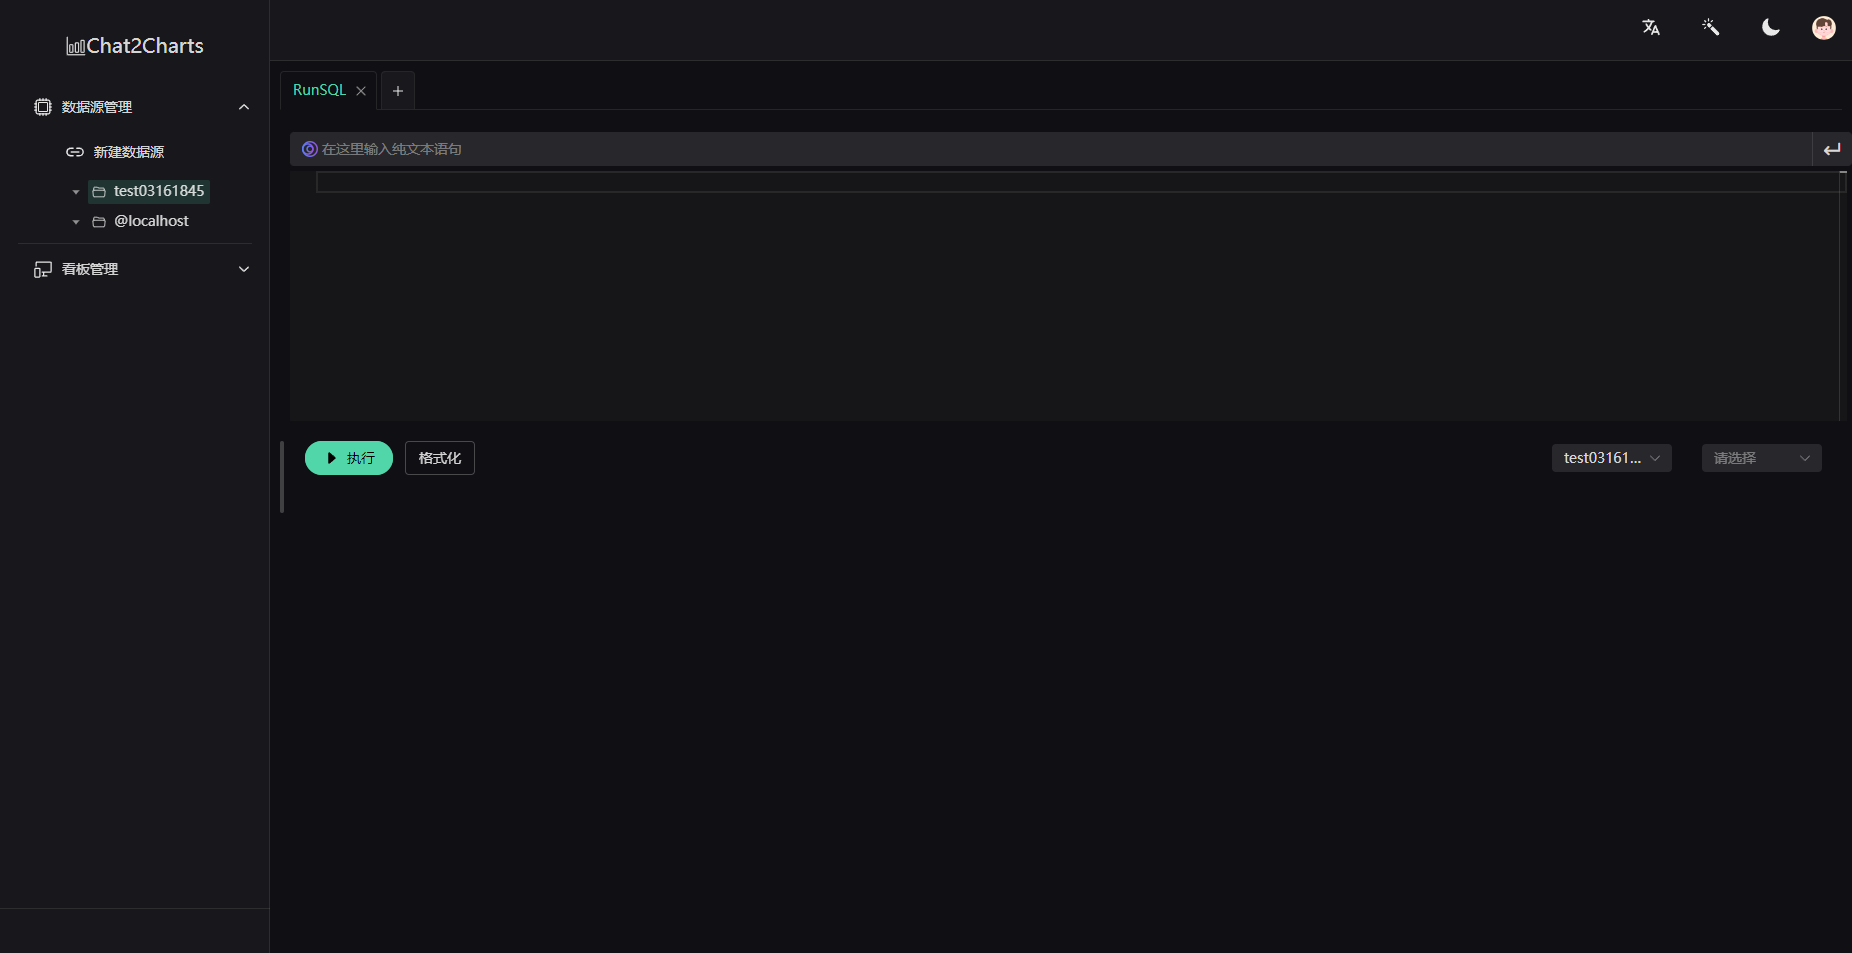 Chat2Charts
数据源管理
新建数据源
test03161845
@localhost
看板管理
RunSQL
在这里输入纯文本语句
执行
格式化
test03161...
请选择